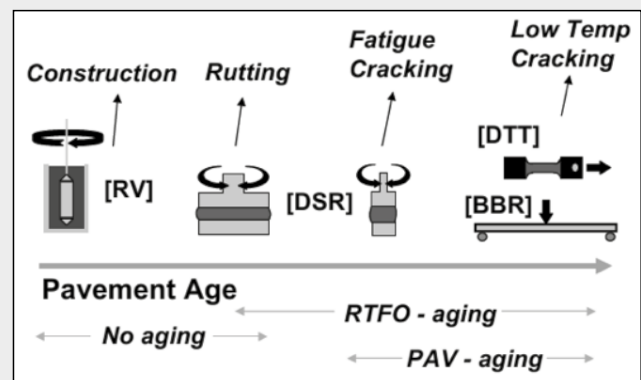 Construction
Rutting
Fatigue
Cracking
Low Temp
Cracking
[RV]
[DSR]
[DTT]
[BBR]
Pavement Age
RTFO - aging
No aging
PAV - aging